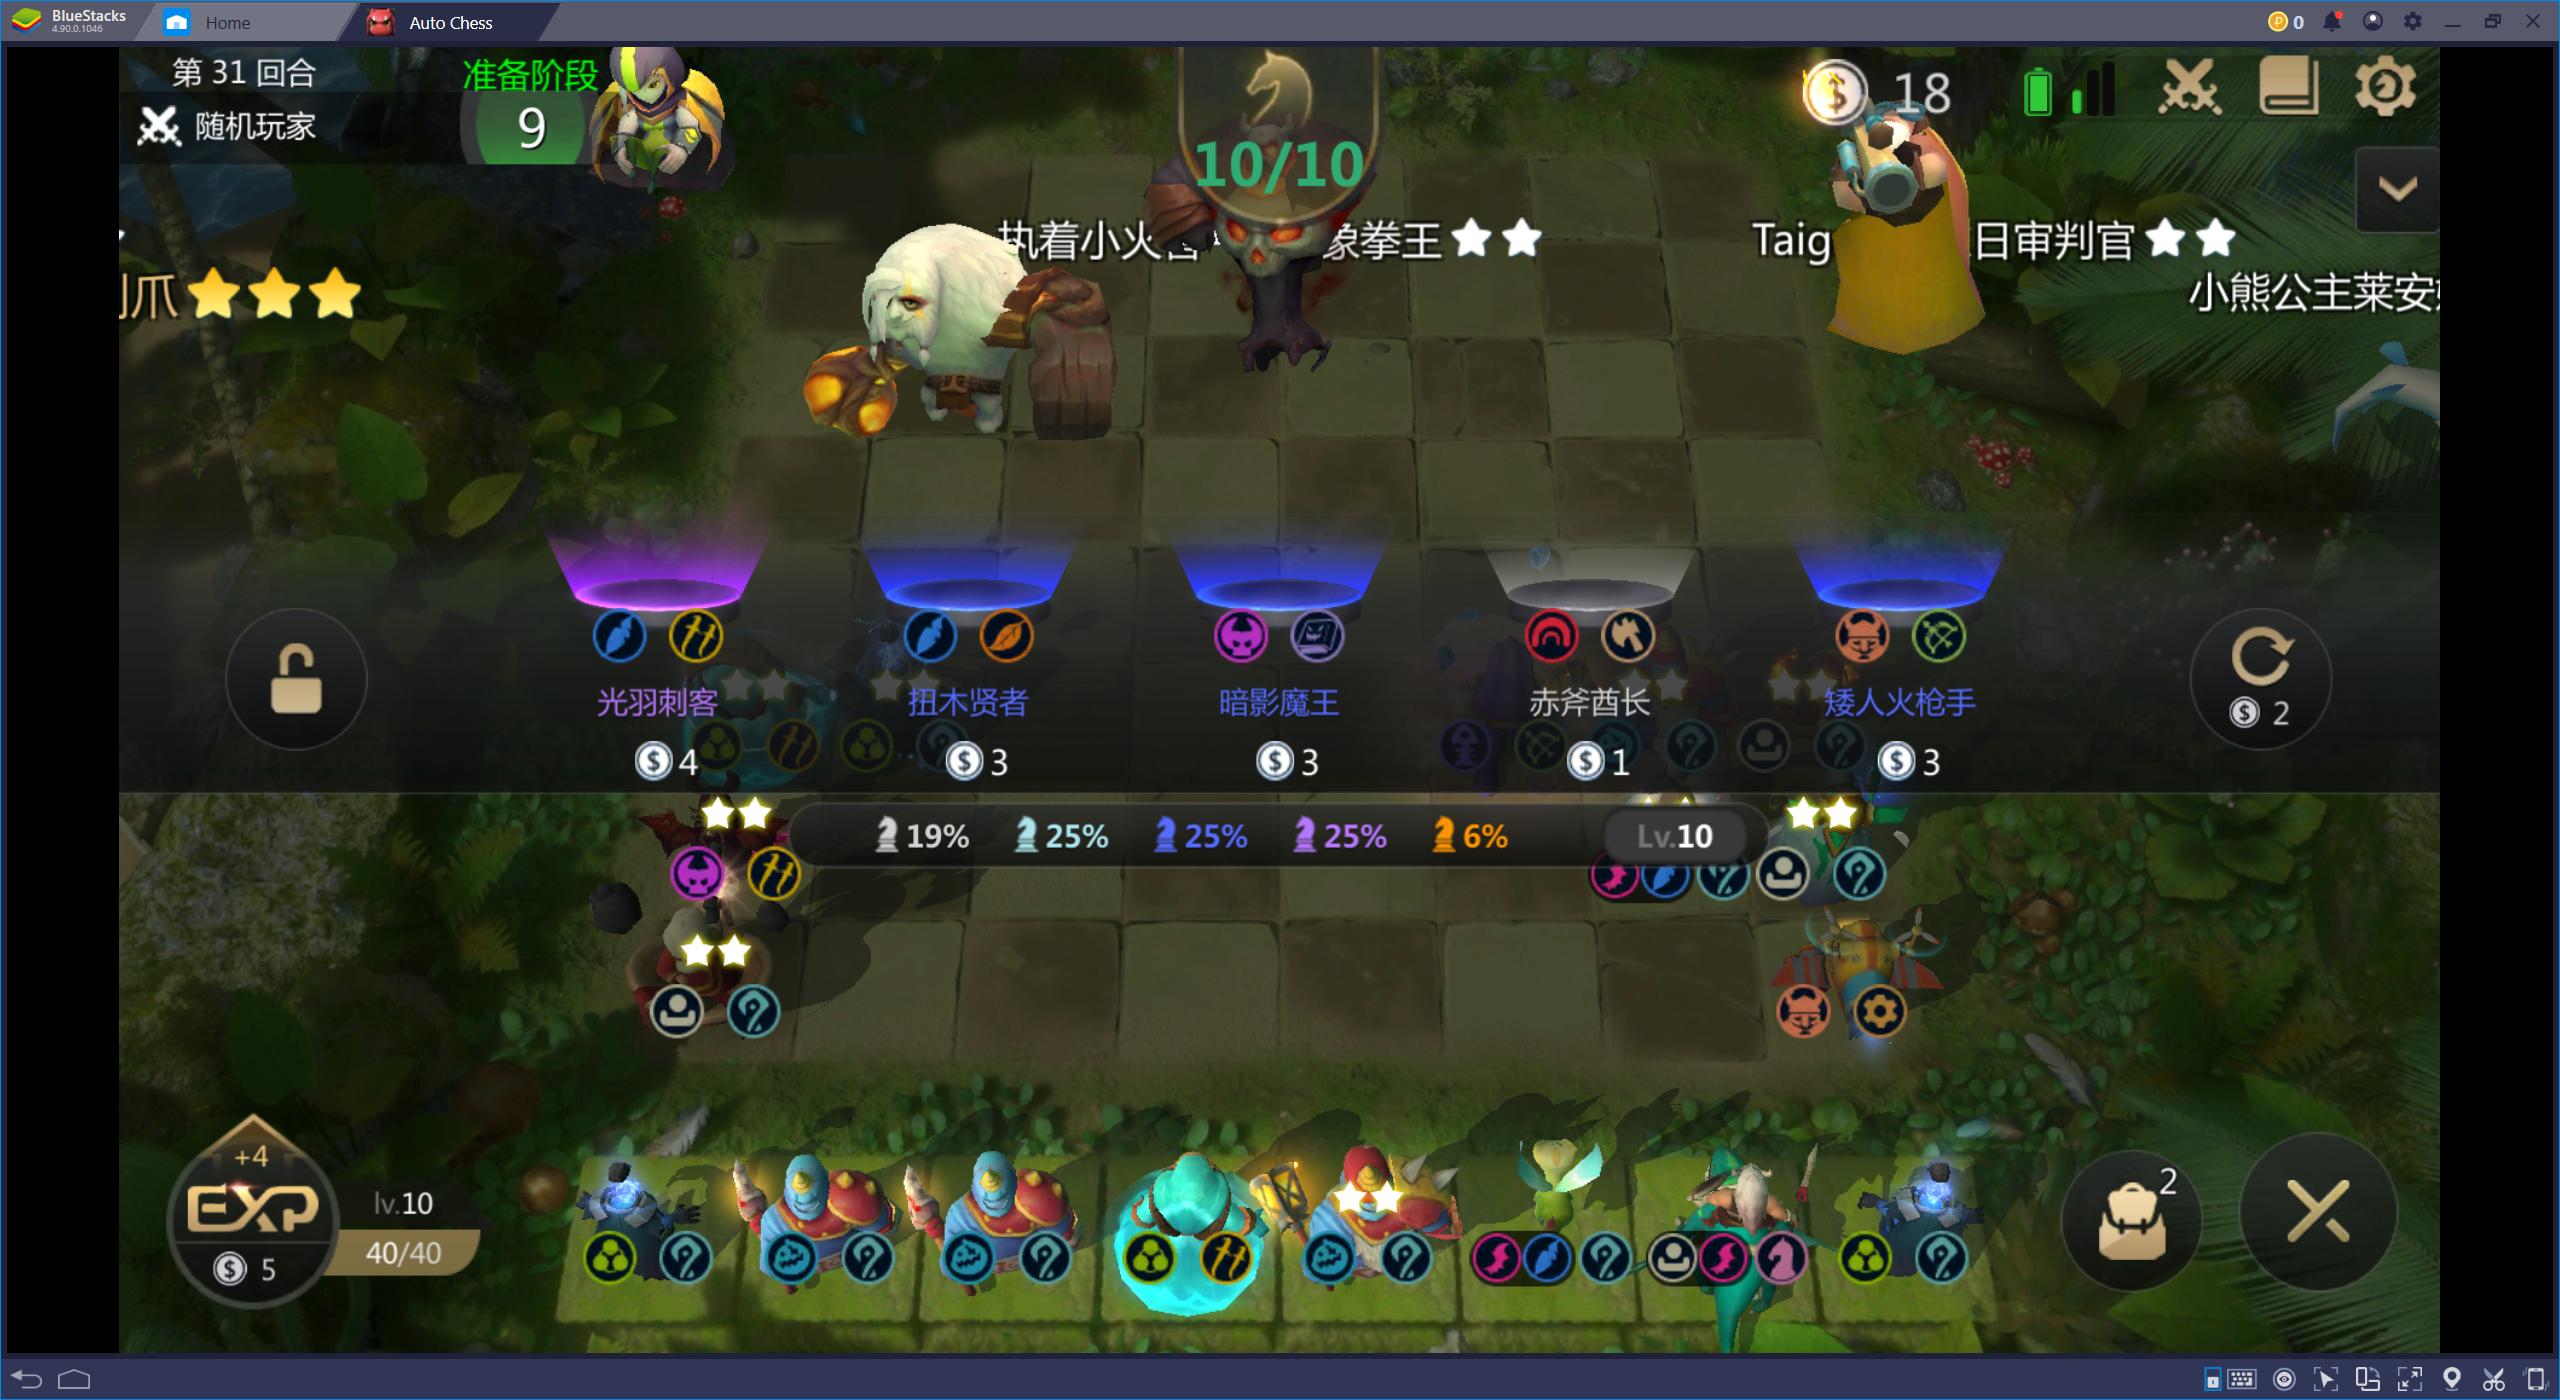 BlueStacks
4.90.0.1046
Home
Auto Chess
0
第 31 回合
准备阶段
随机玩家
9
10/10
18
执着小火
象拳王
Taig
日审判官
爪
小熊公主莱安
光羽刺客
扭木贤者
暗影魔王
赤斧酋长
矮人火枪手
4
3
3
1
3
2
19%
25%
25%
25%
6%
Lv.10
+4
EXP
5
lv.10
40/40
2